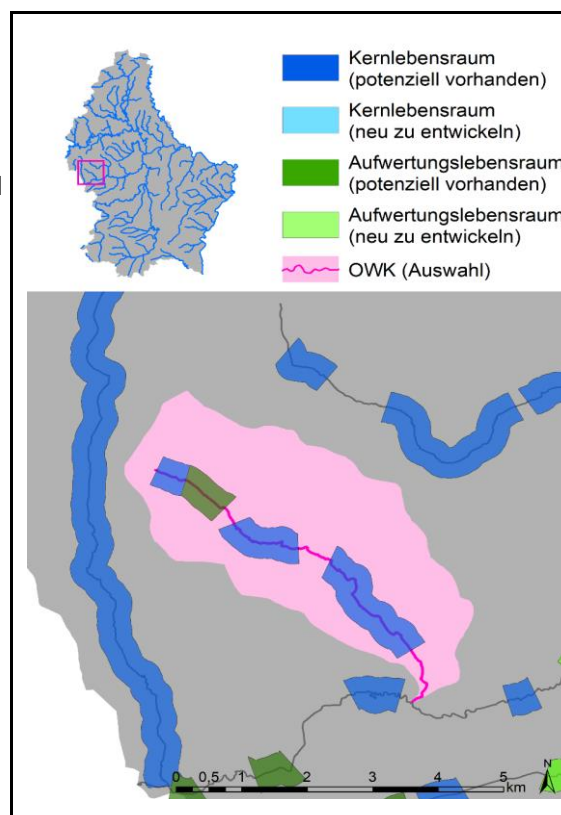 Kernlebensraum
(potenziell vorhanden)
Kernlebensraum
(neu zu entwickeln)
Aufwertungslebensraum
(potenziell vorhanden)
Aufwertungslebensraum
(neu zu entwickeln)
OWK (Auswahl)
N
0 0,5 1 2 3 4 5
km